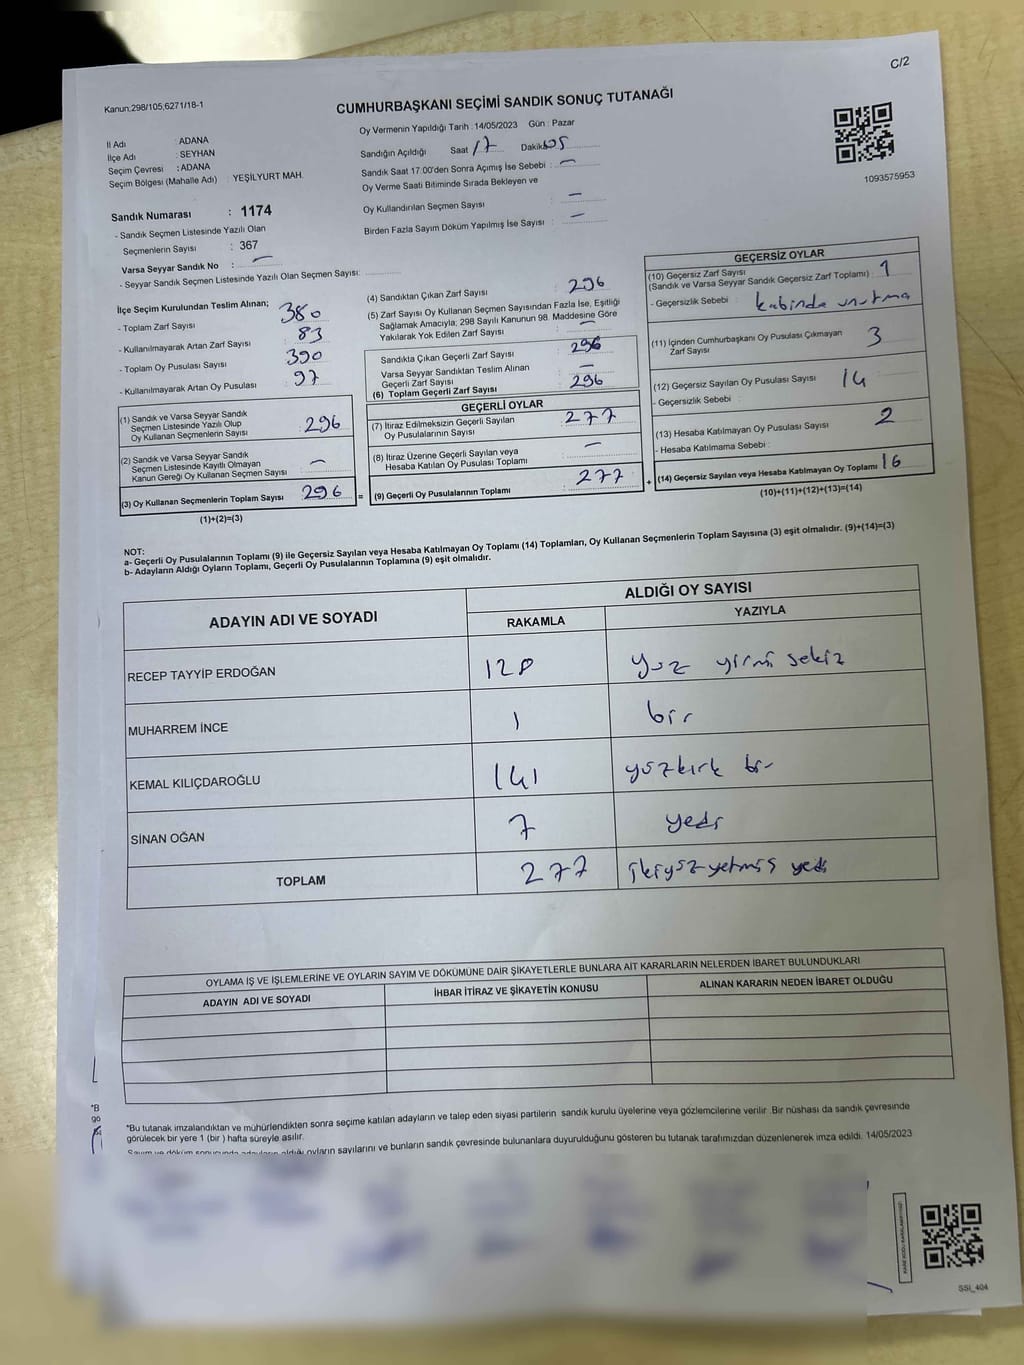 C/2
Kanun.298/105,6271/18-1
CUMHURBAŞKANI SEÇİMİ SANDIK SONUÇ TUTANAĞI
1093575953
İl Adı : ADANA
İlçe Adı : SEYHAN
Seçim Çevresi : ADANA
Seçim Bölgesi (Mahalle Adı) : YEŞİLYURT MAH.
Sandık Numarası : 1174
- Sandık Seçmen Listesinde Yazılı Olan
Seçmenlerin Sayısı : 367
Varsa Seyyar Sandık No : –
- Seyyar Sandık Seçmen Listesinde Yazılı Olan Seçmen Sayısı:
Oy Vermenin Yapıldığı Tarih : 14/05/2023 Gün : Pazar
Sandığın Açıldığı Saat 17 Dakika 05
Sandık Saat 17.00'den Sonra Açımış İse Sebebi : –
Oy Verme Saati Bitiminde Sırada Bekleyen ve
Oy Kullandırılan Seçmen Sayısı : –
Birden Fazla Sayım Döküm Yapılmış İse Sayısı : –
İlçe Seçim Kurulundan Teslim Alınan;
- Toplam Zarf Sayısı : 380
- Kullanılmayarak Artan Zarf Sayısı : 83
- Toplam Oy Pusulası Sayısı : 390
- Kullanılmayarak Artan Oy Pusulası : 97
(1) Sandık ve Varsa Seyyar Sandık
Seçmen Listesinde Yazılı Olup
Oy Kullanan Seçmenlerin Sayısı : 296
(2) Sandık ve Varsa Seyyar Sandık
Seçmen Listesinde Kayıtlı Olmayan
Kanun Gereği Oy Kullanan Seçmen Sayısı : –
(3) Oy Kullanan Seçmenlerin Toplam Sayısı : 296 =
(1)+(2)=(3)
(4) Sandıktan Çıkan Zarf Sayısı : 296
(5) Zarf Sayısı Oy Kullanan Seçmen Sayısından Fazla İse, Eşitliği
Sağlamak Amacıyla; 298 Sayılı Kanunun 98. Maddesine Göre
Yakılarak Yok Edilen Zarf Sayısı : –
Sandıkta Çıkan Geçerli Zarf Sayısı : 296
Varsa Seyyar Sandıktan Teslim Alınan
Geçerli Zarf Sayısı : –
(6) Toplam Geçerli Zarf Sayısı : 296
GEÇERLİ OYLAR
(7) İtiraz Edilmeksizin Geçerli Sayılan
Oy Pusulalarının Sayısı : 277
(8) İtiraz Üzerine Geçerli Sayılan veya
Hesaba Katılan Oy Pusulası Toplamı : –
(9) Geçerli Oy Pusulalarının Toplamı : 277 +
GEÇERSİZ OYLAR
(10) Geçersiz Zarf Sayısı
(Sandık ve Varsa Seyyar Sandık Geçersiz Zarf Toplamı) : 1
- Geçersizlik Sebebi : kabinde unutma
(11) İçinden Cumhurbaşkanı Oy Pusulası Çıkmayan
Zarf Sayısı : 3
(12) Geçersiz Sayılan Oy Pusulası Sayısı : 14
- Geçersizlik Sebebi :
(13) Hesaba Katılmayan Oy Pusulası Sayısı : 2
- Hesaba Katılmama Sebebi :
(14) Geçersiz Sayılan veya Hesaba Katılmayan Oy Toplamı : 16
(10)+(11)+(12)+(13)=(14)
NOT:
a- Geçerli Oy Pusulalarının Toplamı (9) ile Geçersiz Sayılan veya Hesaba Katılmayan Oy Toplamı (14) Toplamları, Oy Kullanan Seçmenlerin Toplam Sayısına (3) eşit olmalıdır. (9)+(14)=(3)
b- Adayların Aldığı Oyların Toplamı, Geçerli Oy Pusulalarının Toplamına (9) eşit olmalıdır.
ADAYIN ADI VE SOYADI ALDIĞI OY SAYISI
RAKAMLA YAZIYLA
RECEP TAYYİP ERDOĞAN 128 yüz yirmi sekiz
MUHARREM İNCE 1 bir
KEMAL KILIÇDAROĞLU 141 yüzkırk bir
SİNAN OĞAN 7 yedi
TOPLAM 277 ikiyüzyetmiş yedi
OYLAMA İŞ VE İŞLEMLERİNE VE OYLARIN SAYIM VE DÖKÜMÜNE DAİR ŞİKAYETLERLE BUNLARA AİT KARARLARIN NELERDEN İBARET BULUNDUKLARI
ADAYIN ADI VE SOYADI İHBAR İTİRAZ VE ŞİKAYETİN KONUSU ALINAN KARARIN NEDEN İBARET OLDUĞU
*Bu tutanak imzalandıktan ve mühürlendikten sonra seçime katılan adayların ve talep eden siyasi partilerin sandık kurulu üyelerine veya gözlemcilerine verilir .Bir nüshası da sandık çevresinde
görülecek bir yere 1 (bir ) hafta süreyle asılır.
Sayım ve döküm sonucunda adayların aldığı oyların sayılarını ve bunların sandık çevresinde bulunanlara duyurulduğunu gösteren bu tutanak tarafımızdan düzenlenerek imza edildi. 14/05/2023
*B
gö
SSI_404